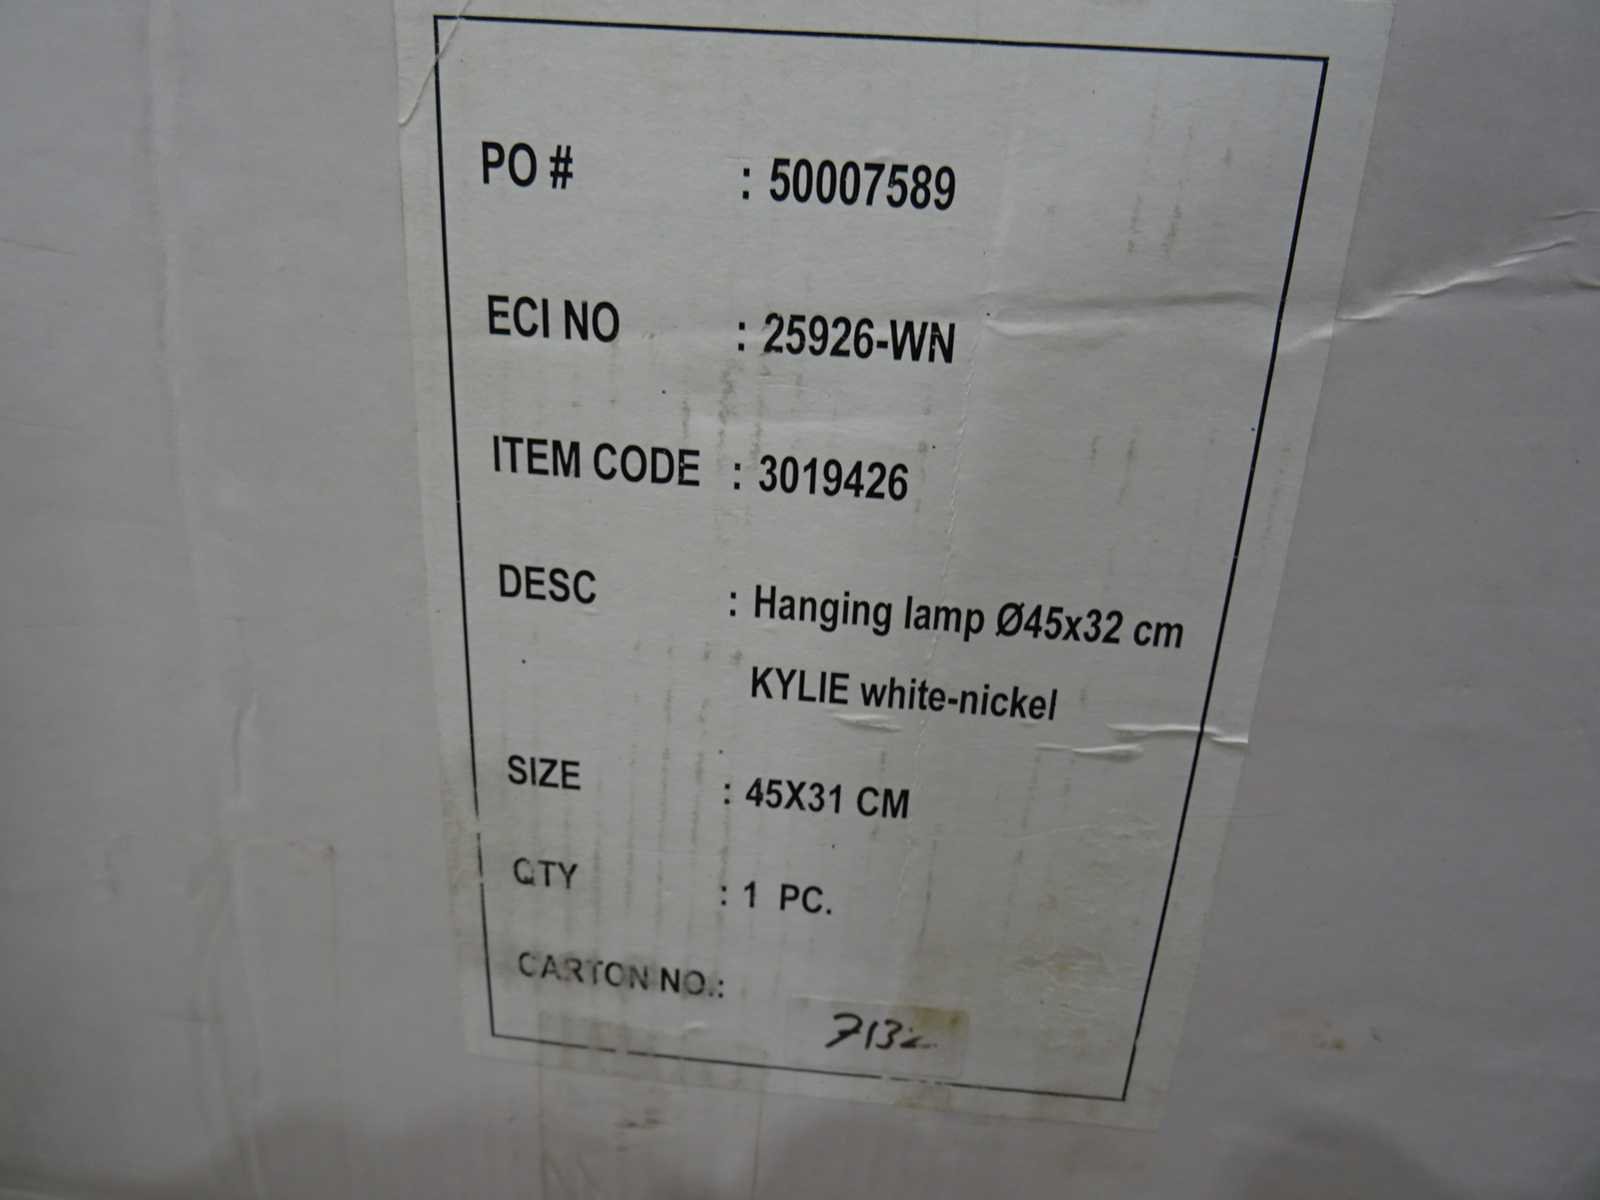 PO # : 50007589
ECI NO : 25926-WN
ITEM CODE : 3019426
DESC : Hanging lamp Ø45x32 cm
KYLIE white-nickel
SIZE : 45X31 CM
QTY : 1 PC.
CARTON NO.:
7132